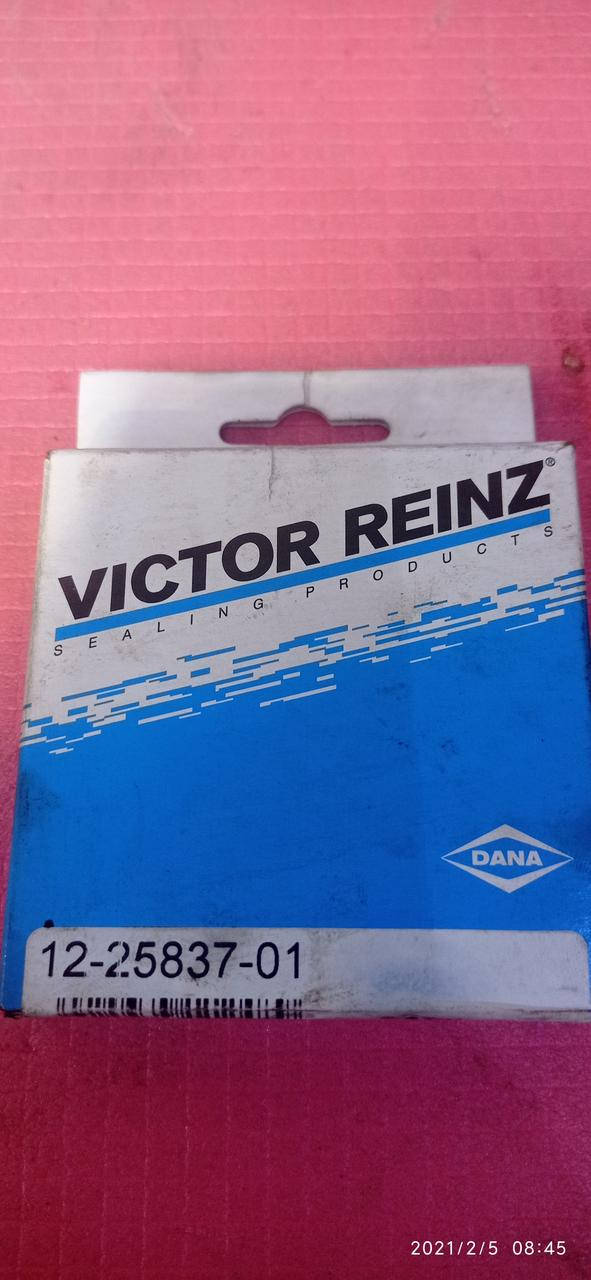 VICTOR REINZ®
SEALING PRODUCTS
DANA
12-25837-01
2021/2/5 08:45